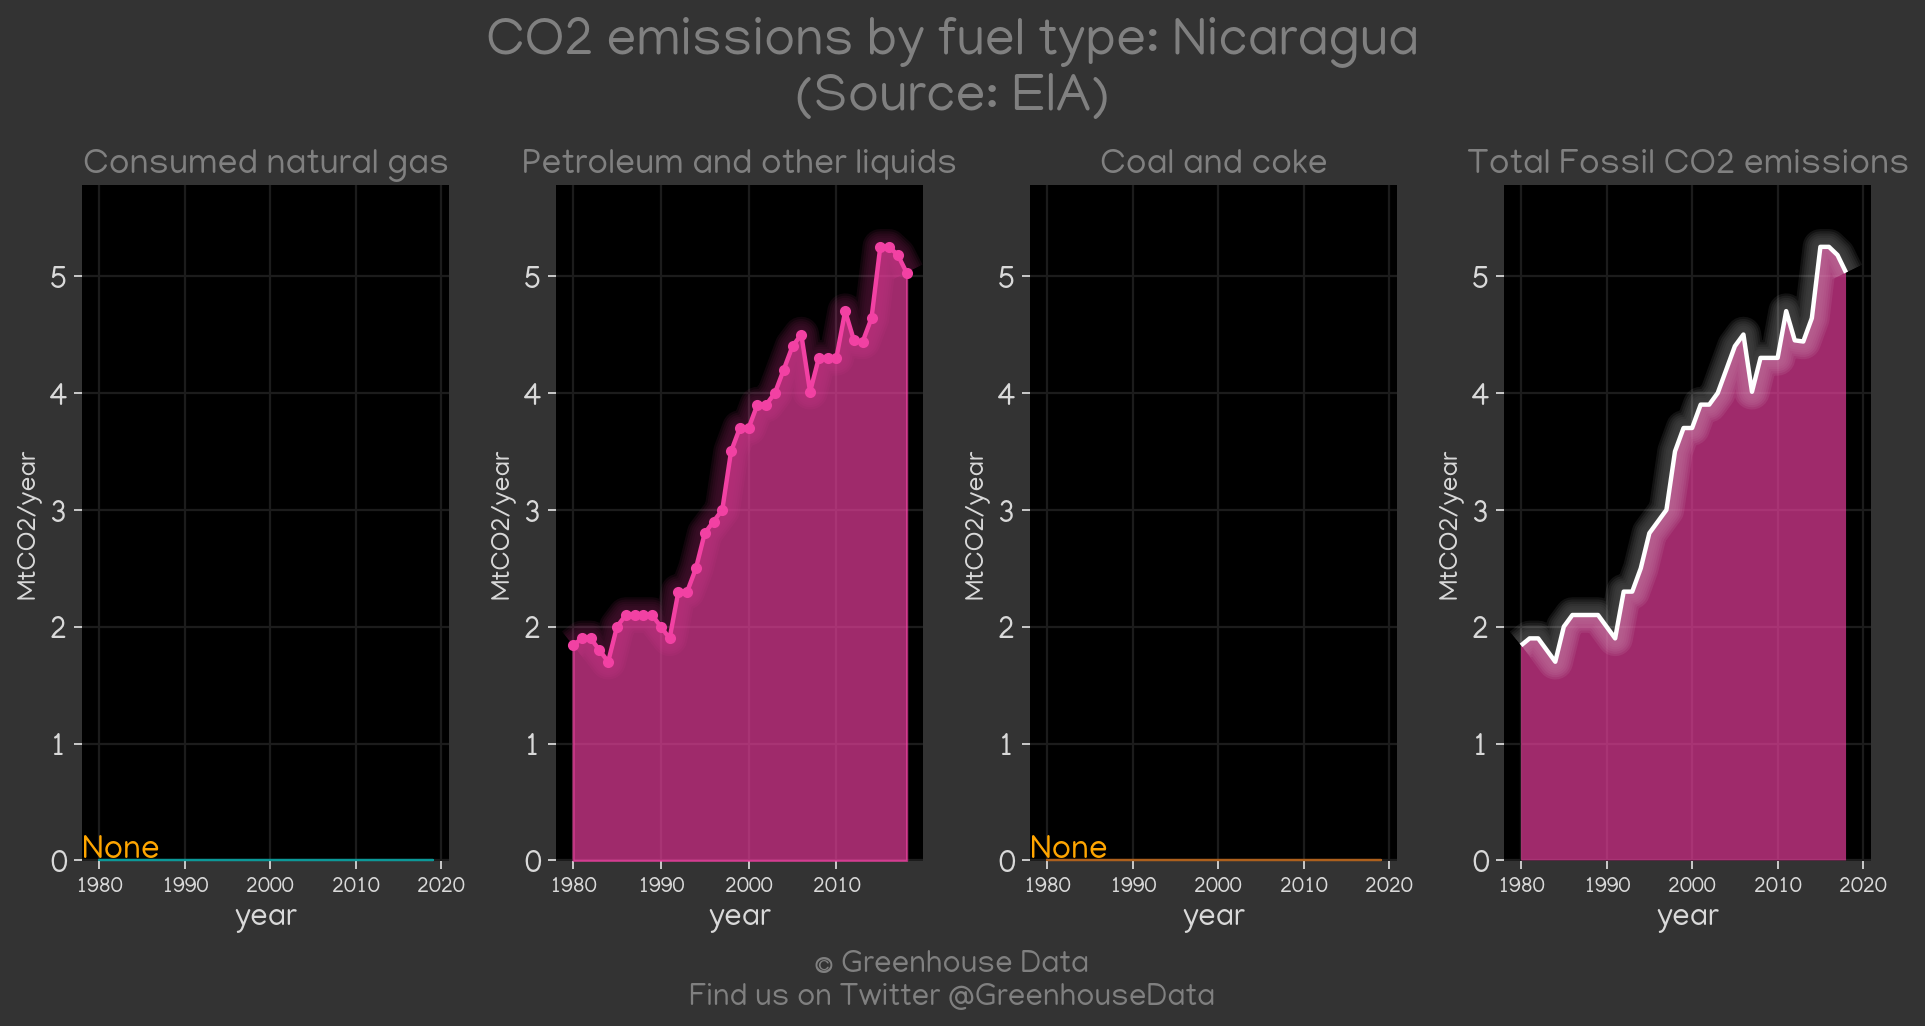 CO2 emissions by fuel type: Nicaragua
(Source: EIA)
Consumed natural gas
MtCO2/year
5
4
3
2
1
0
None
1980 1990 2000 2010 2020
year
Petroleum and other liquids
MtCO2/year
5
4
3
2
1
0
1980 1990 2000 2010
year
Coal and coke
MtCO2/year
5
4
3
2
1
0
None
1980 1990 2000 2010 2020
year
Total Fossil CO2 emissions
MtCO2/year
5
4
3
2
1
0
1980 1990 2000 2010 2020
year
© Greenhouse Data
Find us on Twitter @GreenhouseData